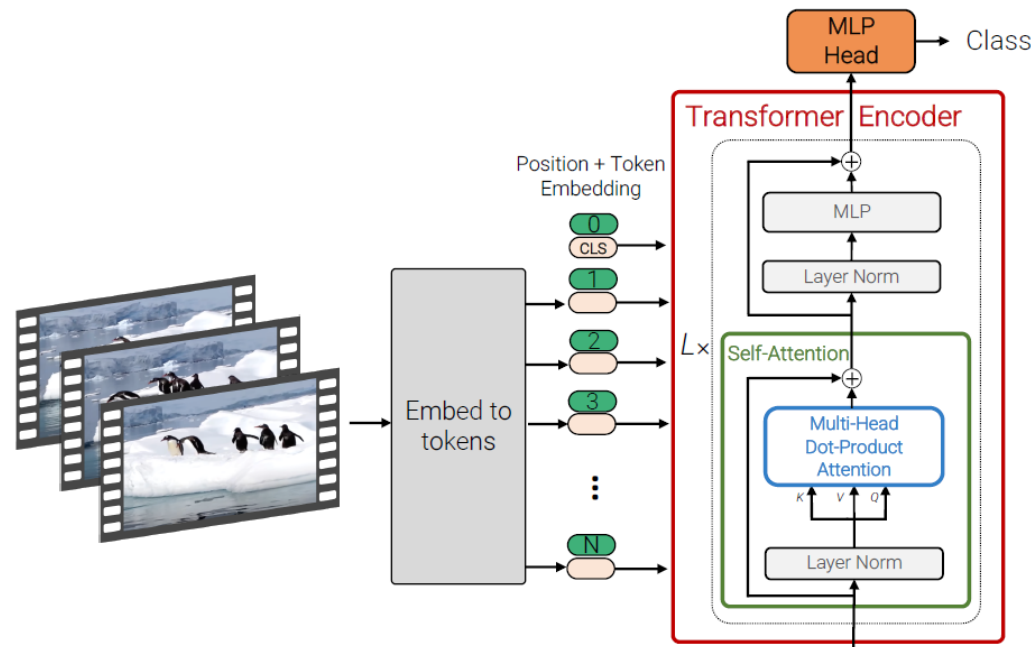 MLP
Head
Class
Transformer Encoder
Position + Token
Embedding
0
CLS
1
2
3
N
Embed to
tokens
L×
MLP
Layer Norm
Self-Attention
Multi-Head
Dot-Product
Attention
K V Q
Layer Norm